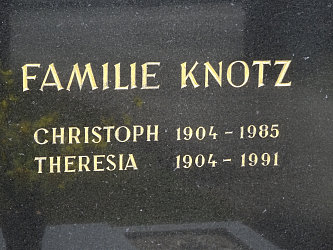 FAMILIE KNOTZ
CHRISTOPH 1904 - 1985
THERESIA 1904 - 1991